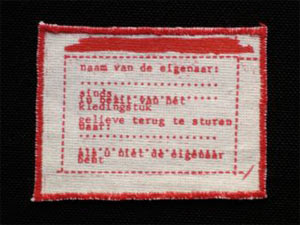 naam van de eigenaar:
sinds
in bezit van het
kledingstuk
gelieve terug te sturen
naar:
Als u niet de eigenaar
bent